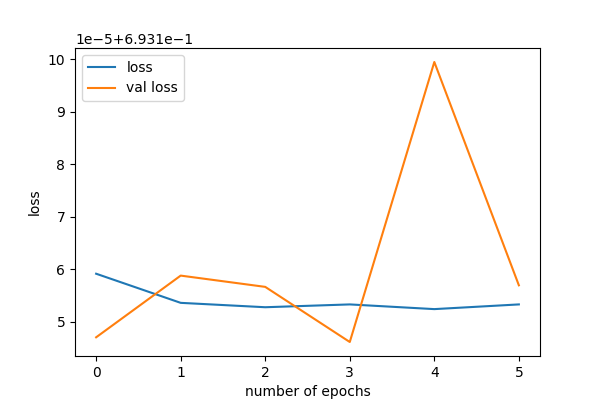 1e−5+6.931e−1
10
9
8
7
6
5
loss
loss
val loss
0 1 2 3 4 5
number of epochs